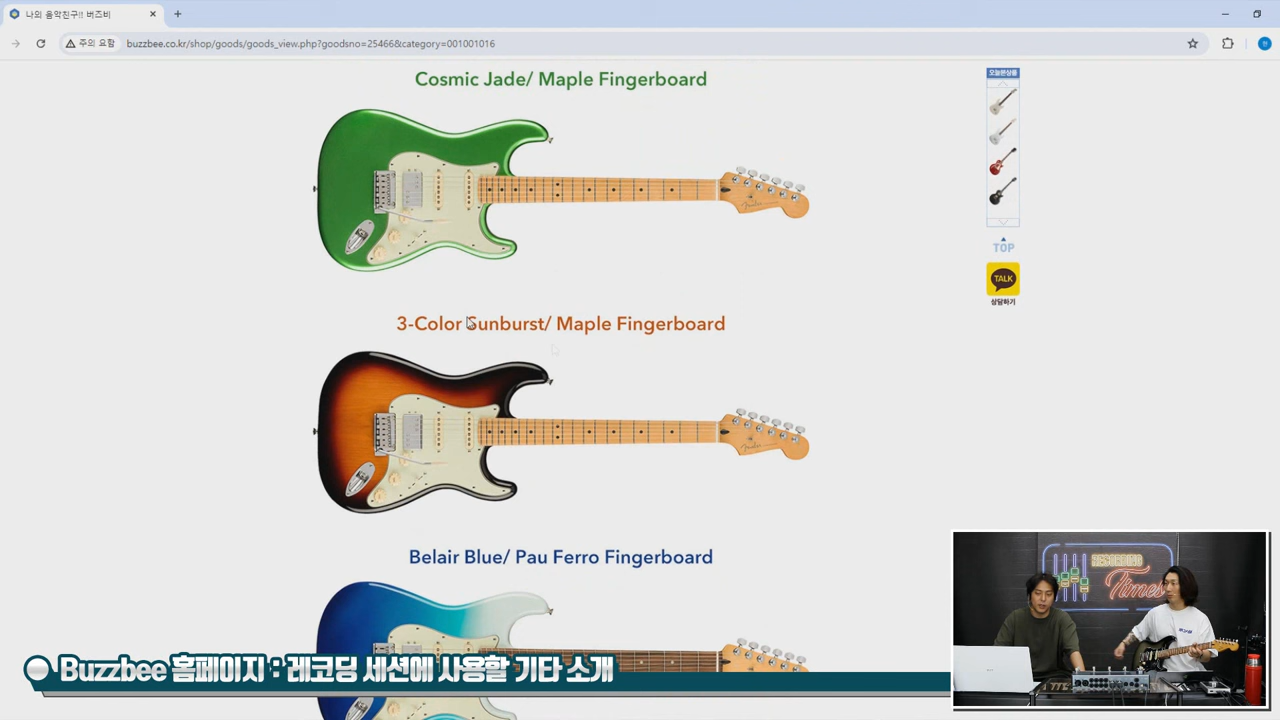 나의 음악친구!! 버즈비
주의 요함
buzzbee.co.kr/shop/goods/goods_view.php?goodsno=25466&category=001001016
Cosmic Jade/ Maple Fingerboard
오늘본상품
TOP
TALK
상담하기
3-Color Sunburst/ Maple Fingerboard
Belair Blue/ Pau Ferro Fingerboard
RECORDING
Times
Buzzbee 홈페이지 : 레코딩 세션에 사용할 기타 소개